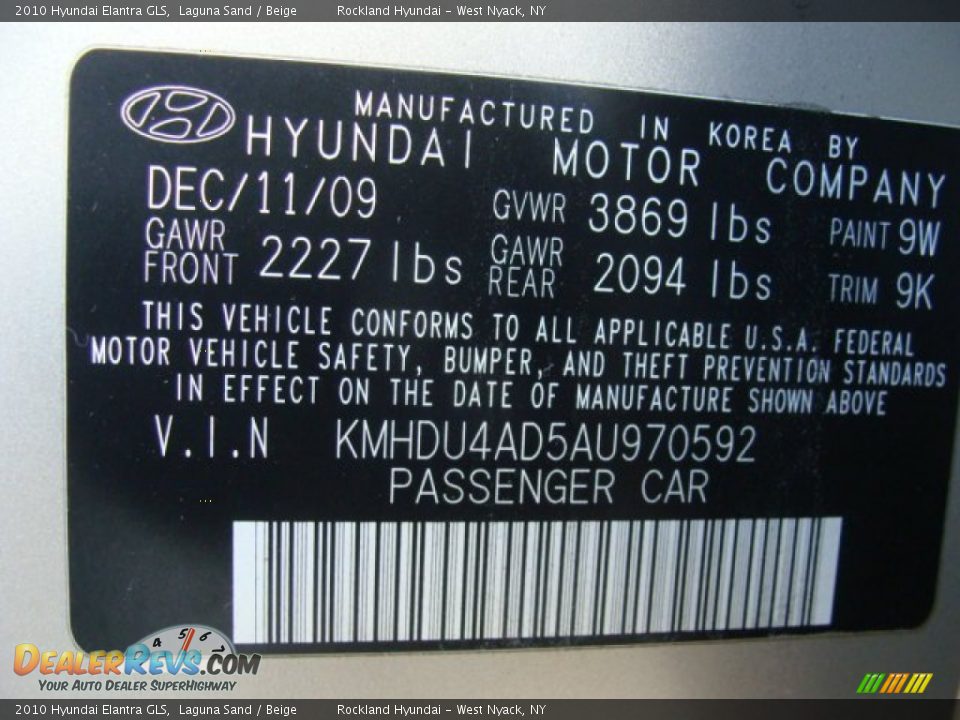 2010 Hyundai Elantra GLS, Laguna Sand / Beige Rockland Hyundai - West Nyack, NY
MANUFACTURED IN KOREA BY
HYUNDAI MOTOR COMPANY
DEC/11/09 GVWR 3869 lbs PAINT 9W
GAWR FRONT 2227 lbs GAWR REAR 2094 lbs TRIM 9K
THIS VEHICLE CONFORMS TO ALL APPLICABLE U.S.A. FEDERAL
MOTOR VEHICLE SAFETY, BUMPER, AND THEFT PREVENTION STANDARDS
IN EFFECT ON THE DATE OF MANUFACTURE SHOWN ABOVE
V.I.N KMHDU4AD5AU970592
PASSENGER CAR
4 5 6 7
DEALERREVS.COM
YOUR AUTO DEALER SUPERHIGHWAY
2010 Hyundai Elantra GLS, Laguna Sand / Beige Rockland Hyundai - West Nyack, NY